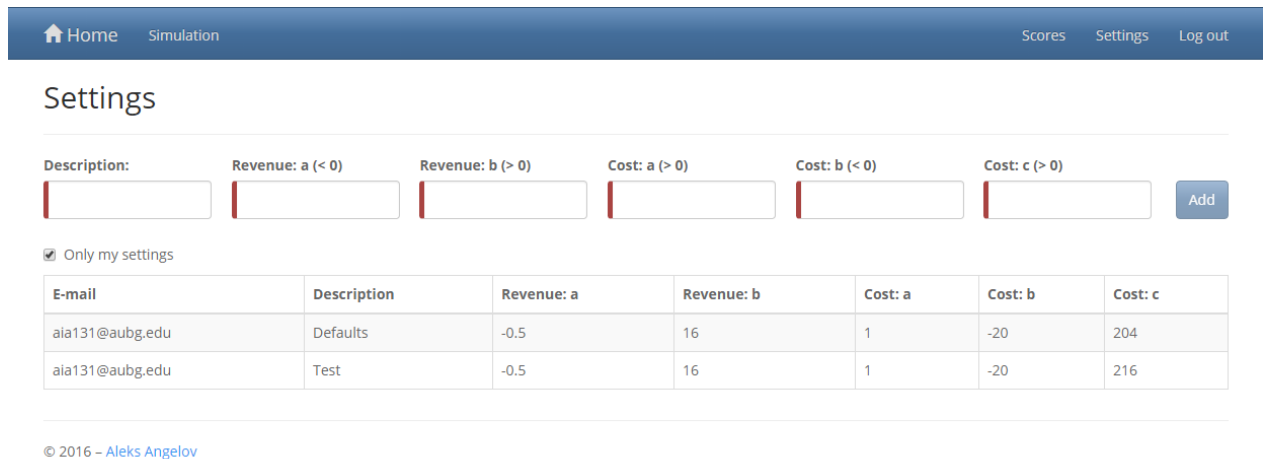 Home Simulation Scores Settings Log out
Settings
Description: Revenue: a (< 0) Revenue: b (> 0) Cost: a (> 0) Cost: b (< 0) Cost: c (> 0)
Add
Only my settings
E-mail Description Revenue: a Revenue: b Cost: a Cost: b Cost: c
aia131@aubg.edu Defaults -0.5 16 1 -20 204
aia131@aubg.edu Test -0.5 16 1 -20 216
© 2016 – Aleks Angelov